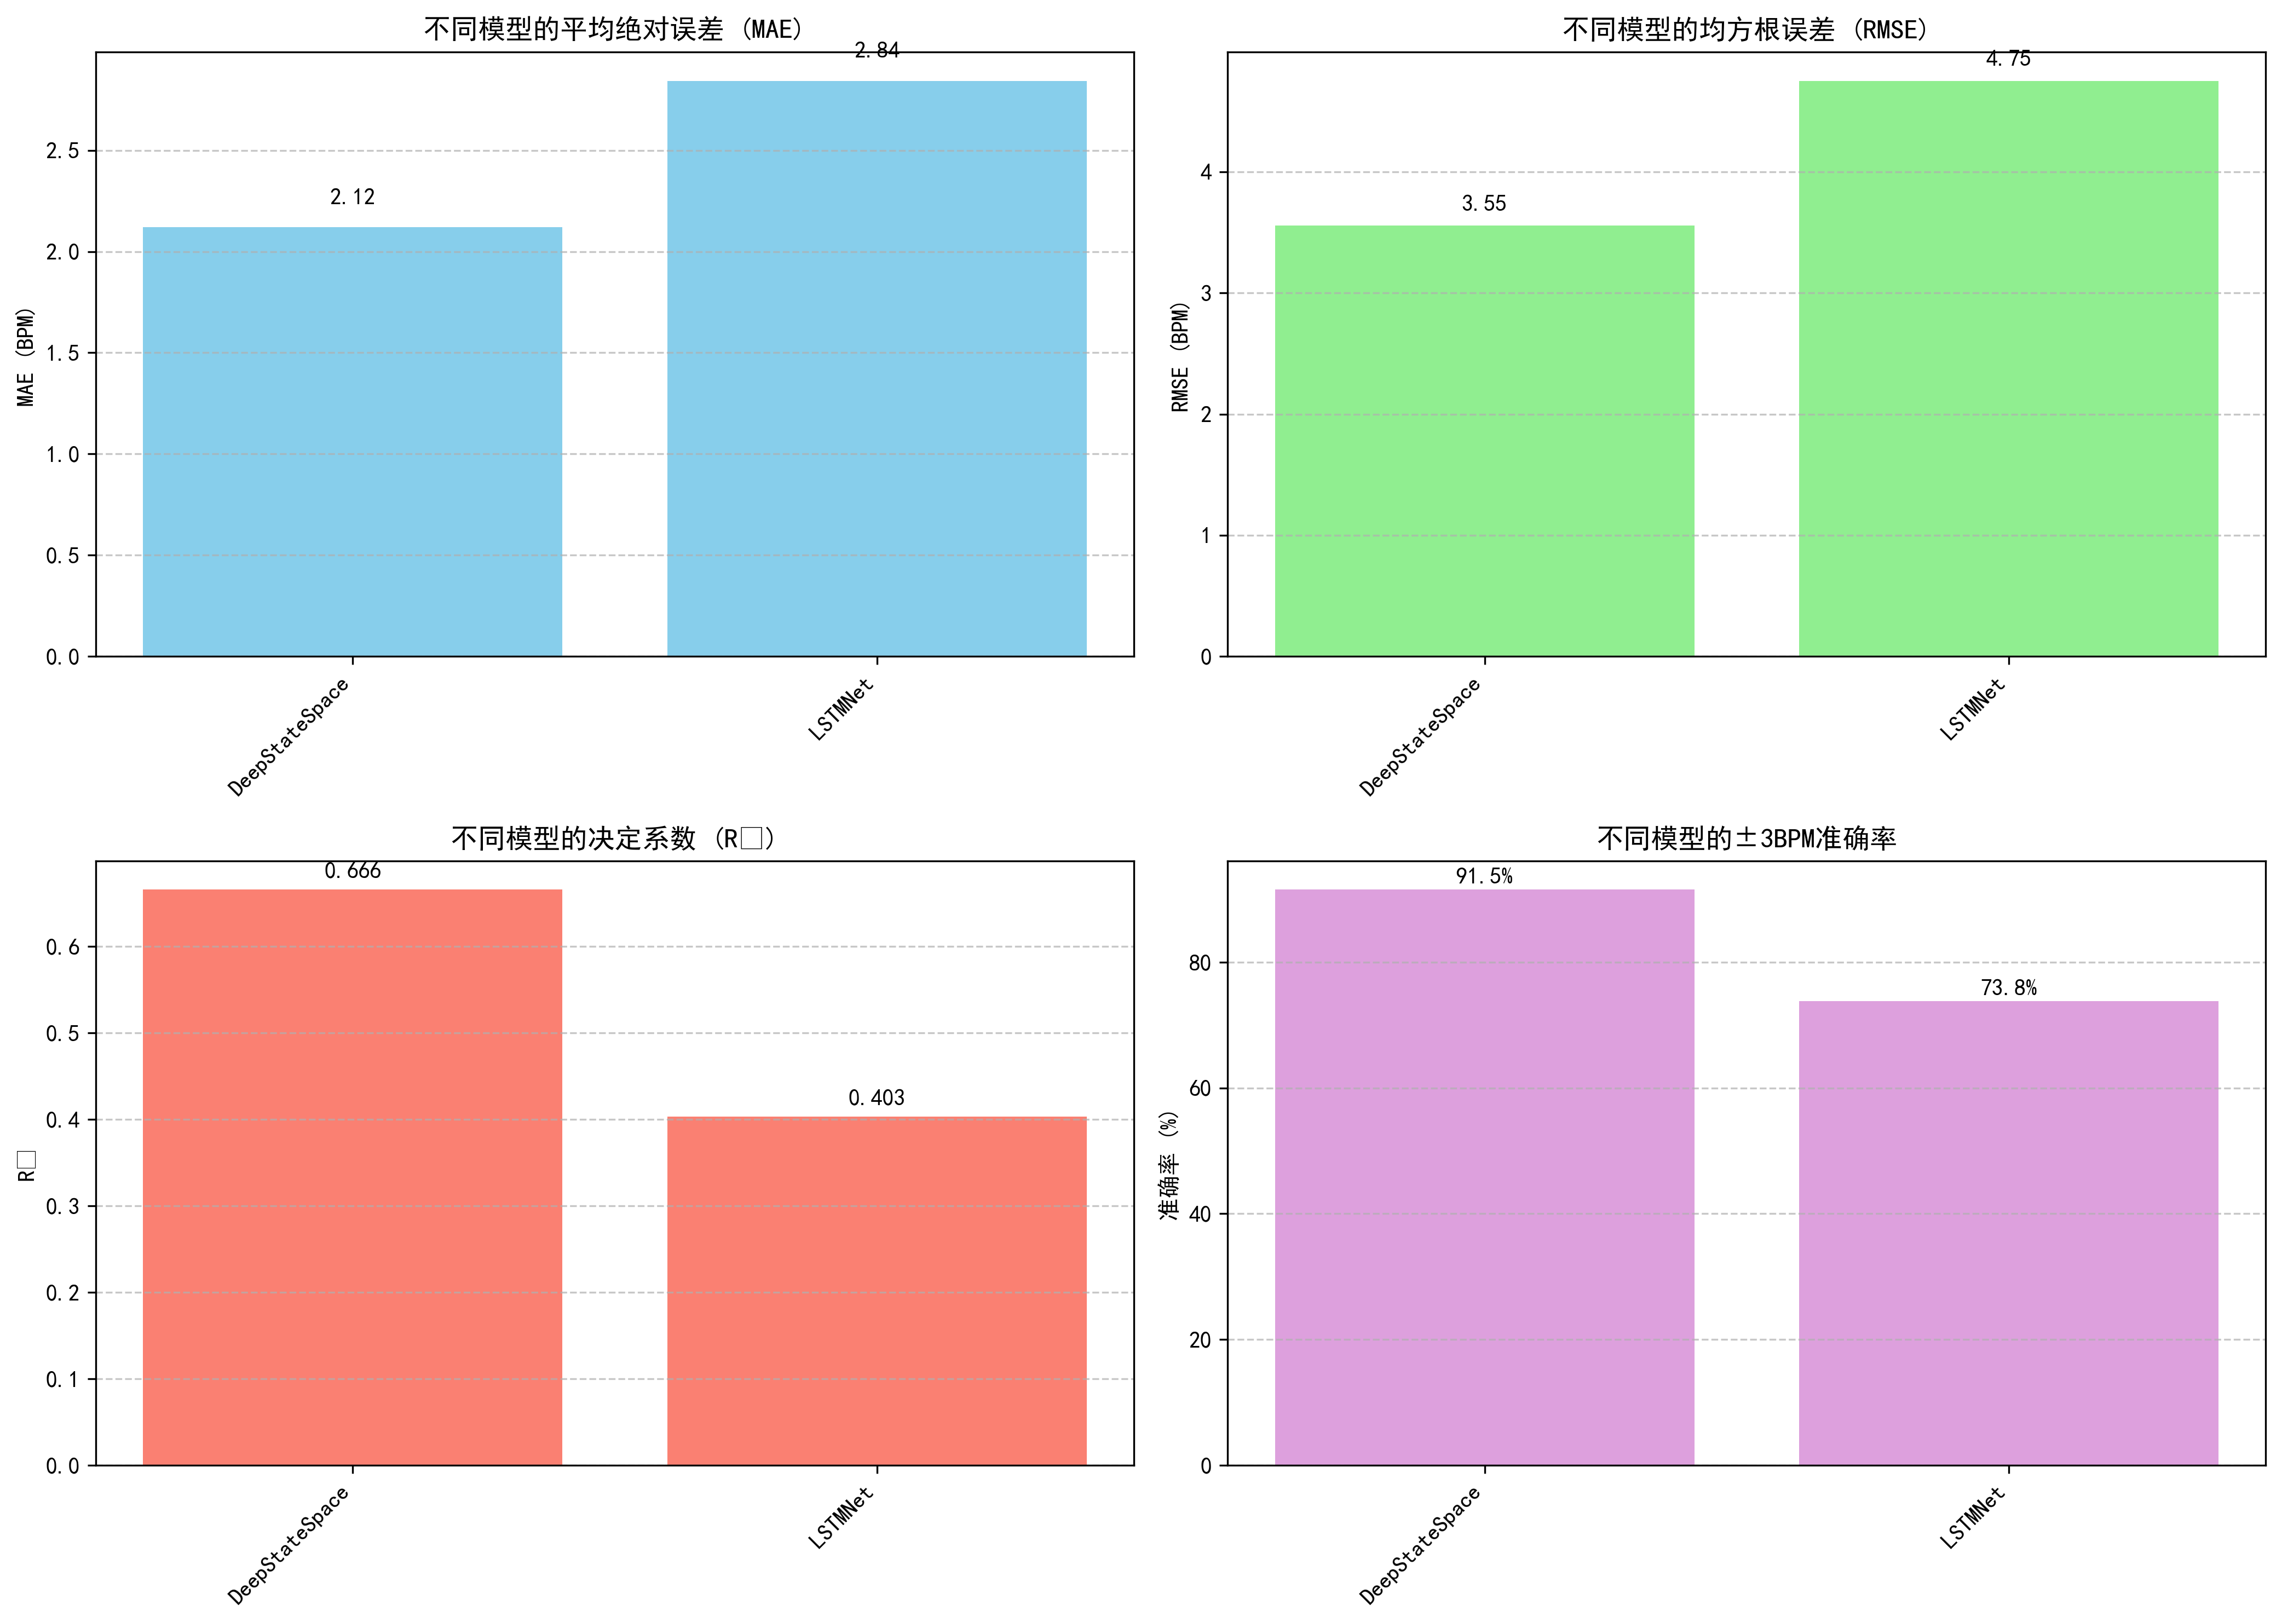 不同模型的平均绝对误差 (MAE)
2.84
2.12
2.5
2.0
1.5
1.0
0.5
0.0
MAE (BPM)
DeepStateSpace
LSTMNet
不同模型的均方根误差 (RMSE)
4.75
3.55
4
3
2
1
0
RMSE (BPM)
DeepStateSpace
LSTMNet
不同模型的决定系数 (R□)
0.666
0.403
0.6
0.5
0.4
0.3
0.2
0.1
0.0
R□
DeepStateSpace
LSTMNet
不同模型的±3BPM准确率
91.5%
73.8%
80
60
40
20
0
准确率 (%)
DeepStateSpace
LSTMNet